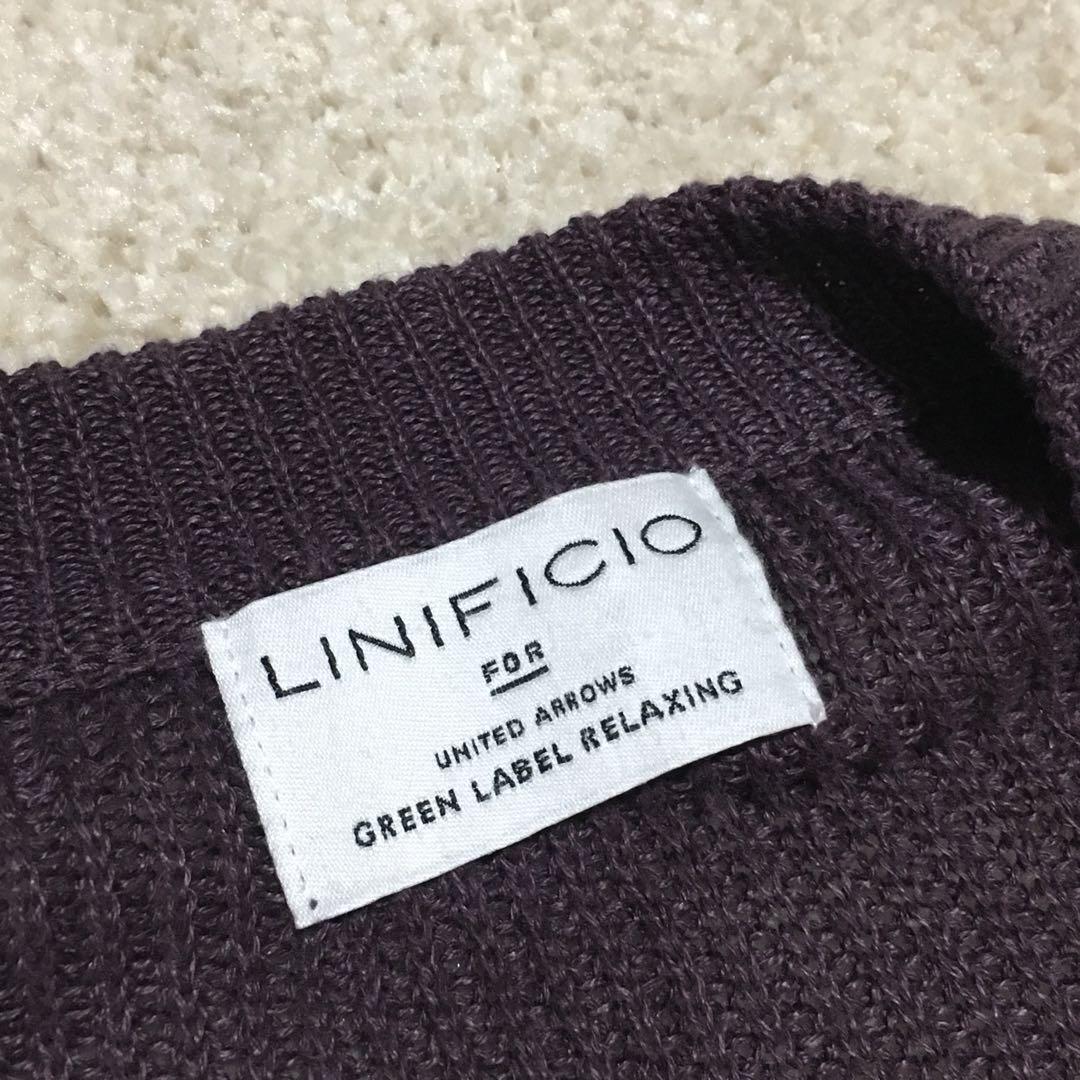 LINIFICIO
FOR
UNITED ARROWS
GREEN LABEL RELAXING